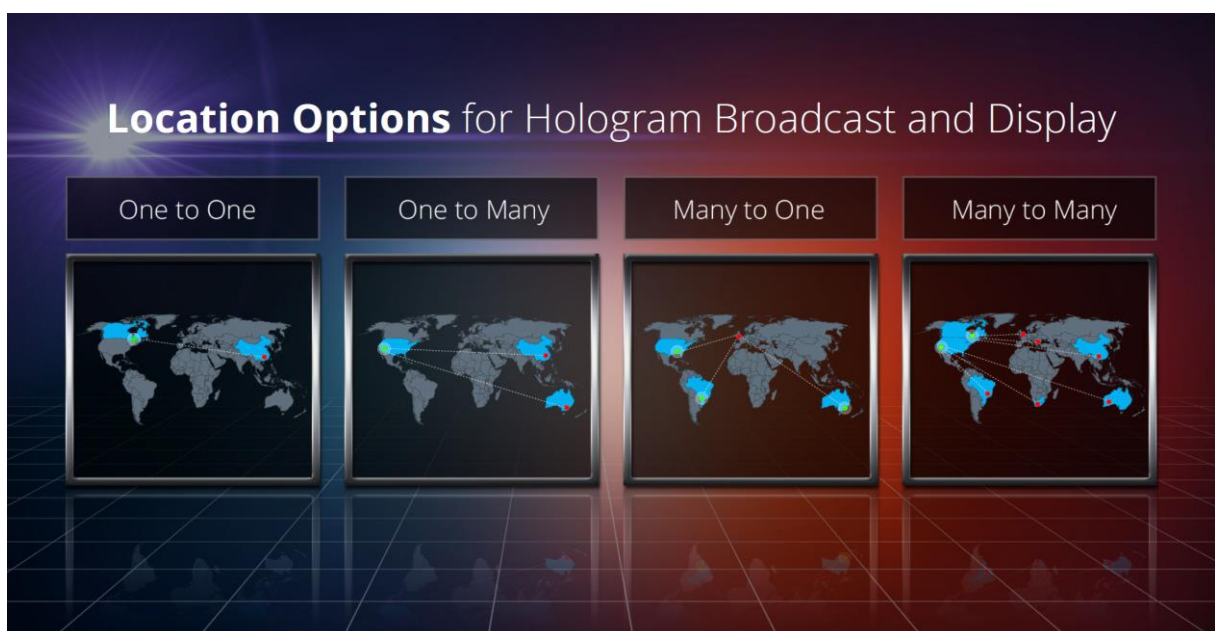 Location Options for Hologram Broadcast and Display
One to One
One to Many
Many to One
Many to Many